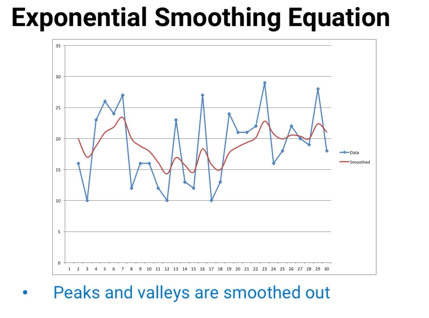 Exponential Smoothing Equation
35
30
25
20
15
10
5
0
1 2 3 4 5 6 7 8 9 10 11 12 13 14 15 16 17 18 19 20 21 22 23 24 25 26 27 28 29 30
Data
Smoothed
• Peaks and valleys are smoothed out